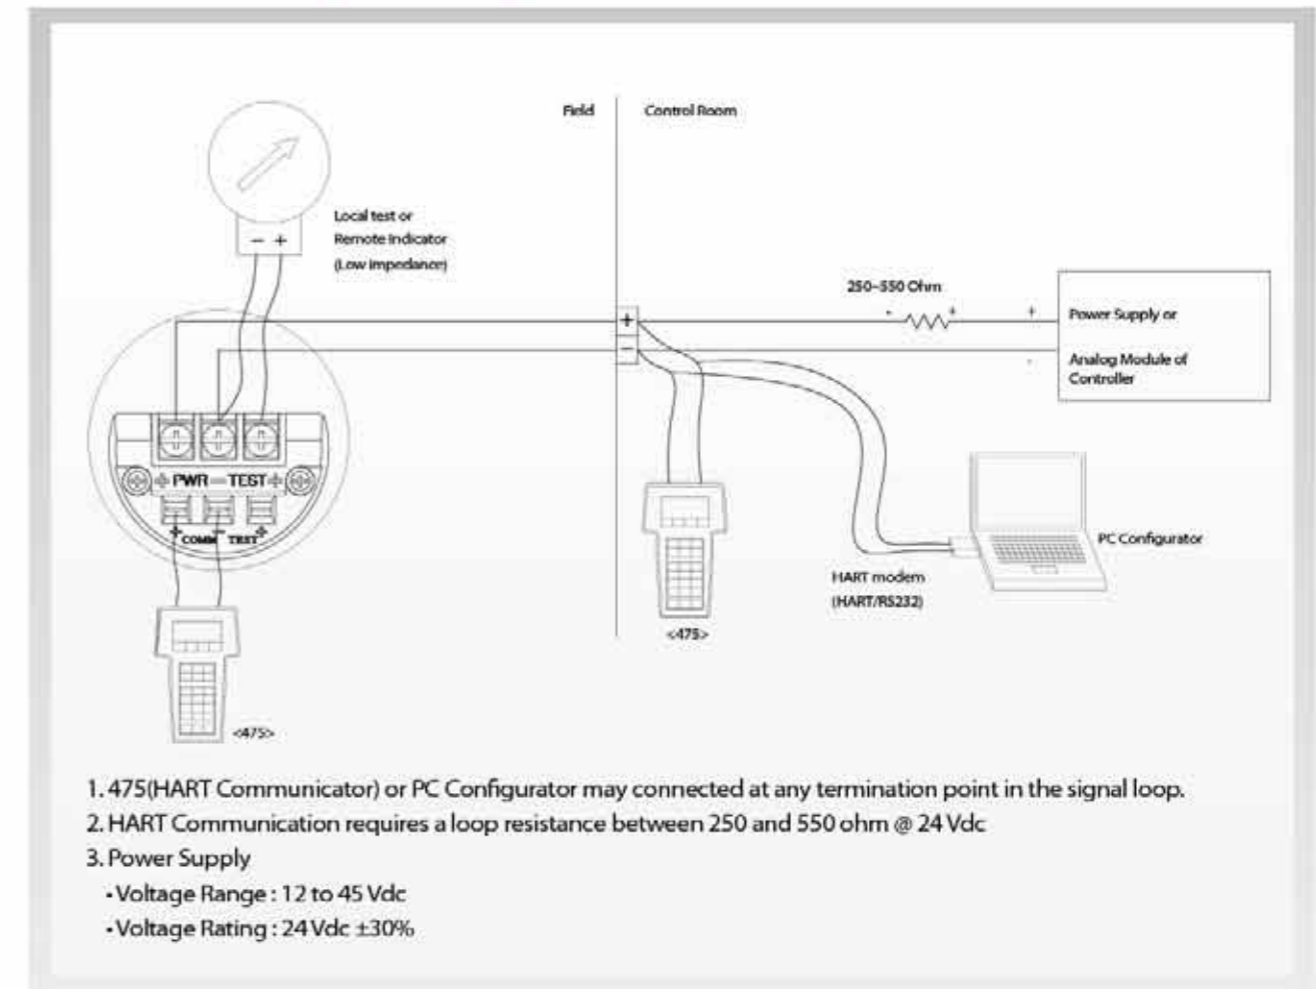 Field
Control Room
Local test or
Remote Indicator
(Low Impedance)
- +
250~550 Ohm
- + +
+
-
Power Supply or
-
Analog Module of
Controller
+ PWR - TEST +
+ COMM - TEST +
PC Configurator
HART modem
(HART/RS232)
<475>
<475>
1. 475(HART Communicator) or PC Configurator may connected at any termination point in the signal loop.
2. HART Communication requires a loop resistance between 250 and 550 ohm @ 24 Vdc
3. Power Supply
• Voltage Range : 12 to 45 Vdc
• Voltage Rating : 24 Vdc ±30%